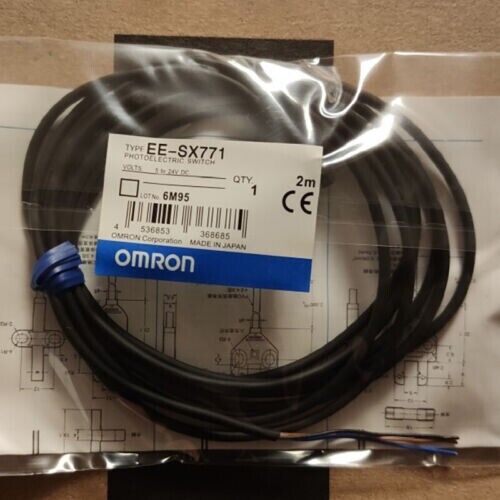 TYPE EE-SX771
PHOTOELECTRIC SWITCH
VOLTS 5 to 24V DC
QTY. 1
2m
LOT No. 6M95
CE
4 536853 368685
OMRON Corporation MADE IN JAPAN
OMRON